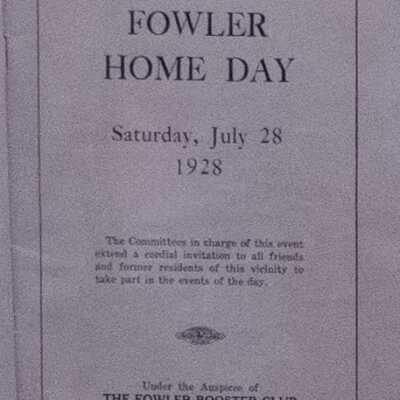 FOWLER
HOME DAY
Saturday, July 28
1928
The Committees in charge of this event
extend a cordial invitation to all friends
and former residents of this vicinity to
take part in the events of the day.
Under the Auspices of
THE FOWLER BOOSTER CLUB